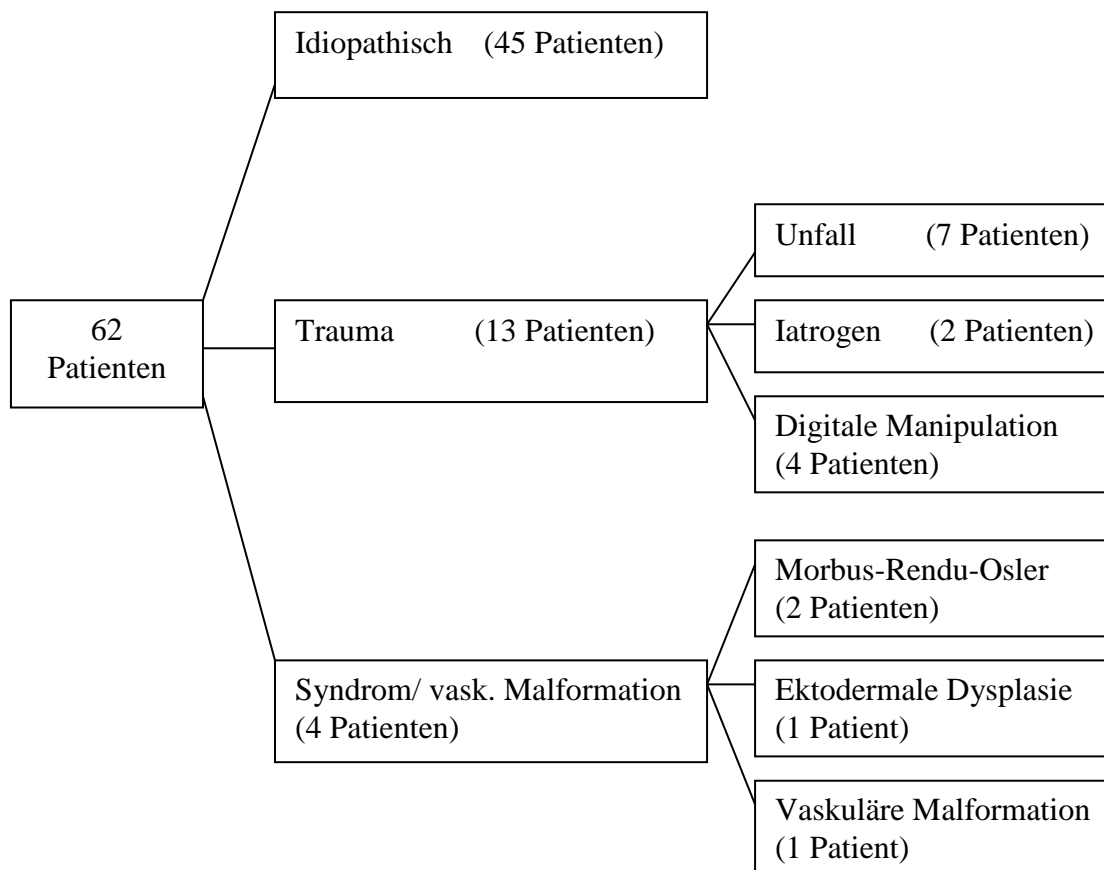 Idiopathisch (45 Patienten)
62
Patienten
Trauma (13 Patienten)
Unfall (7 Patienten)
Iatrogen (2 Patienten)
Digitale Manipulation
(4 Patienten)
Syndrom/ vask. Malformation
(4 Patienten)
Morbus-Rendu-Osler
(2 Patienten)
Ektodermale Dysplasie
(1 Patient)
Vaskuläre Malformation
(1 Patient)